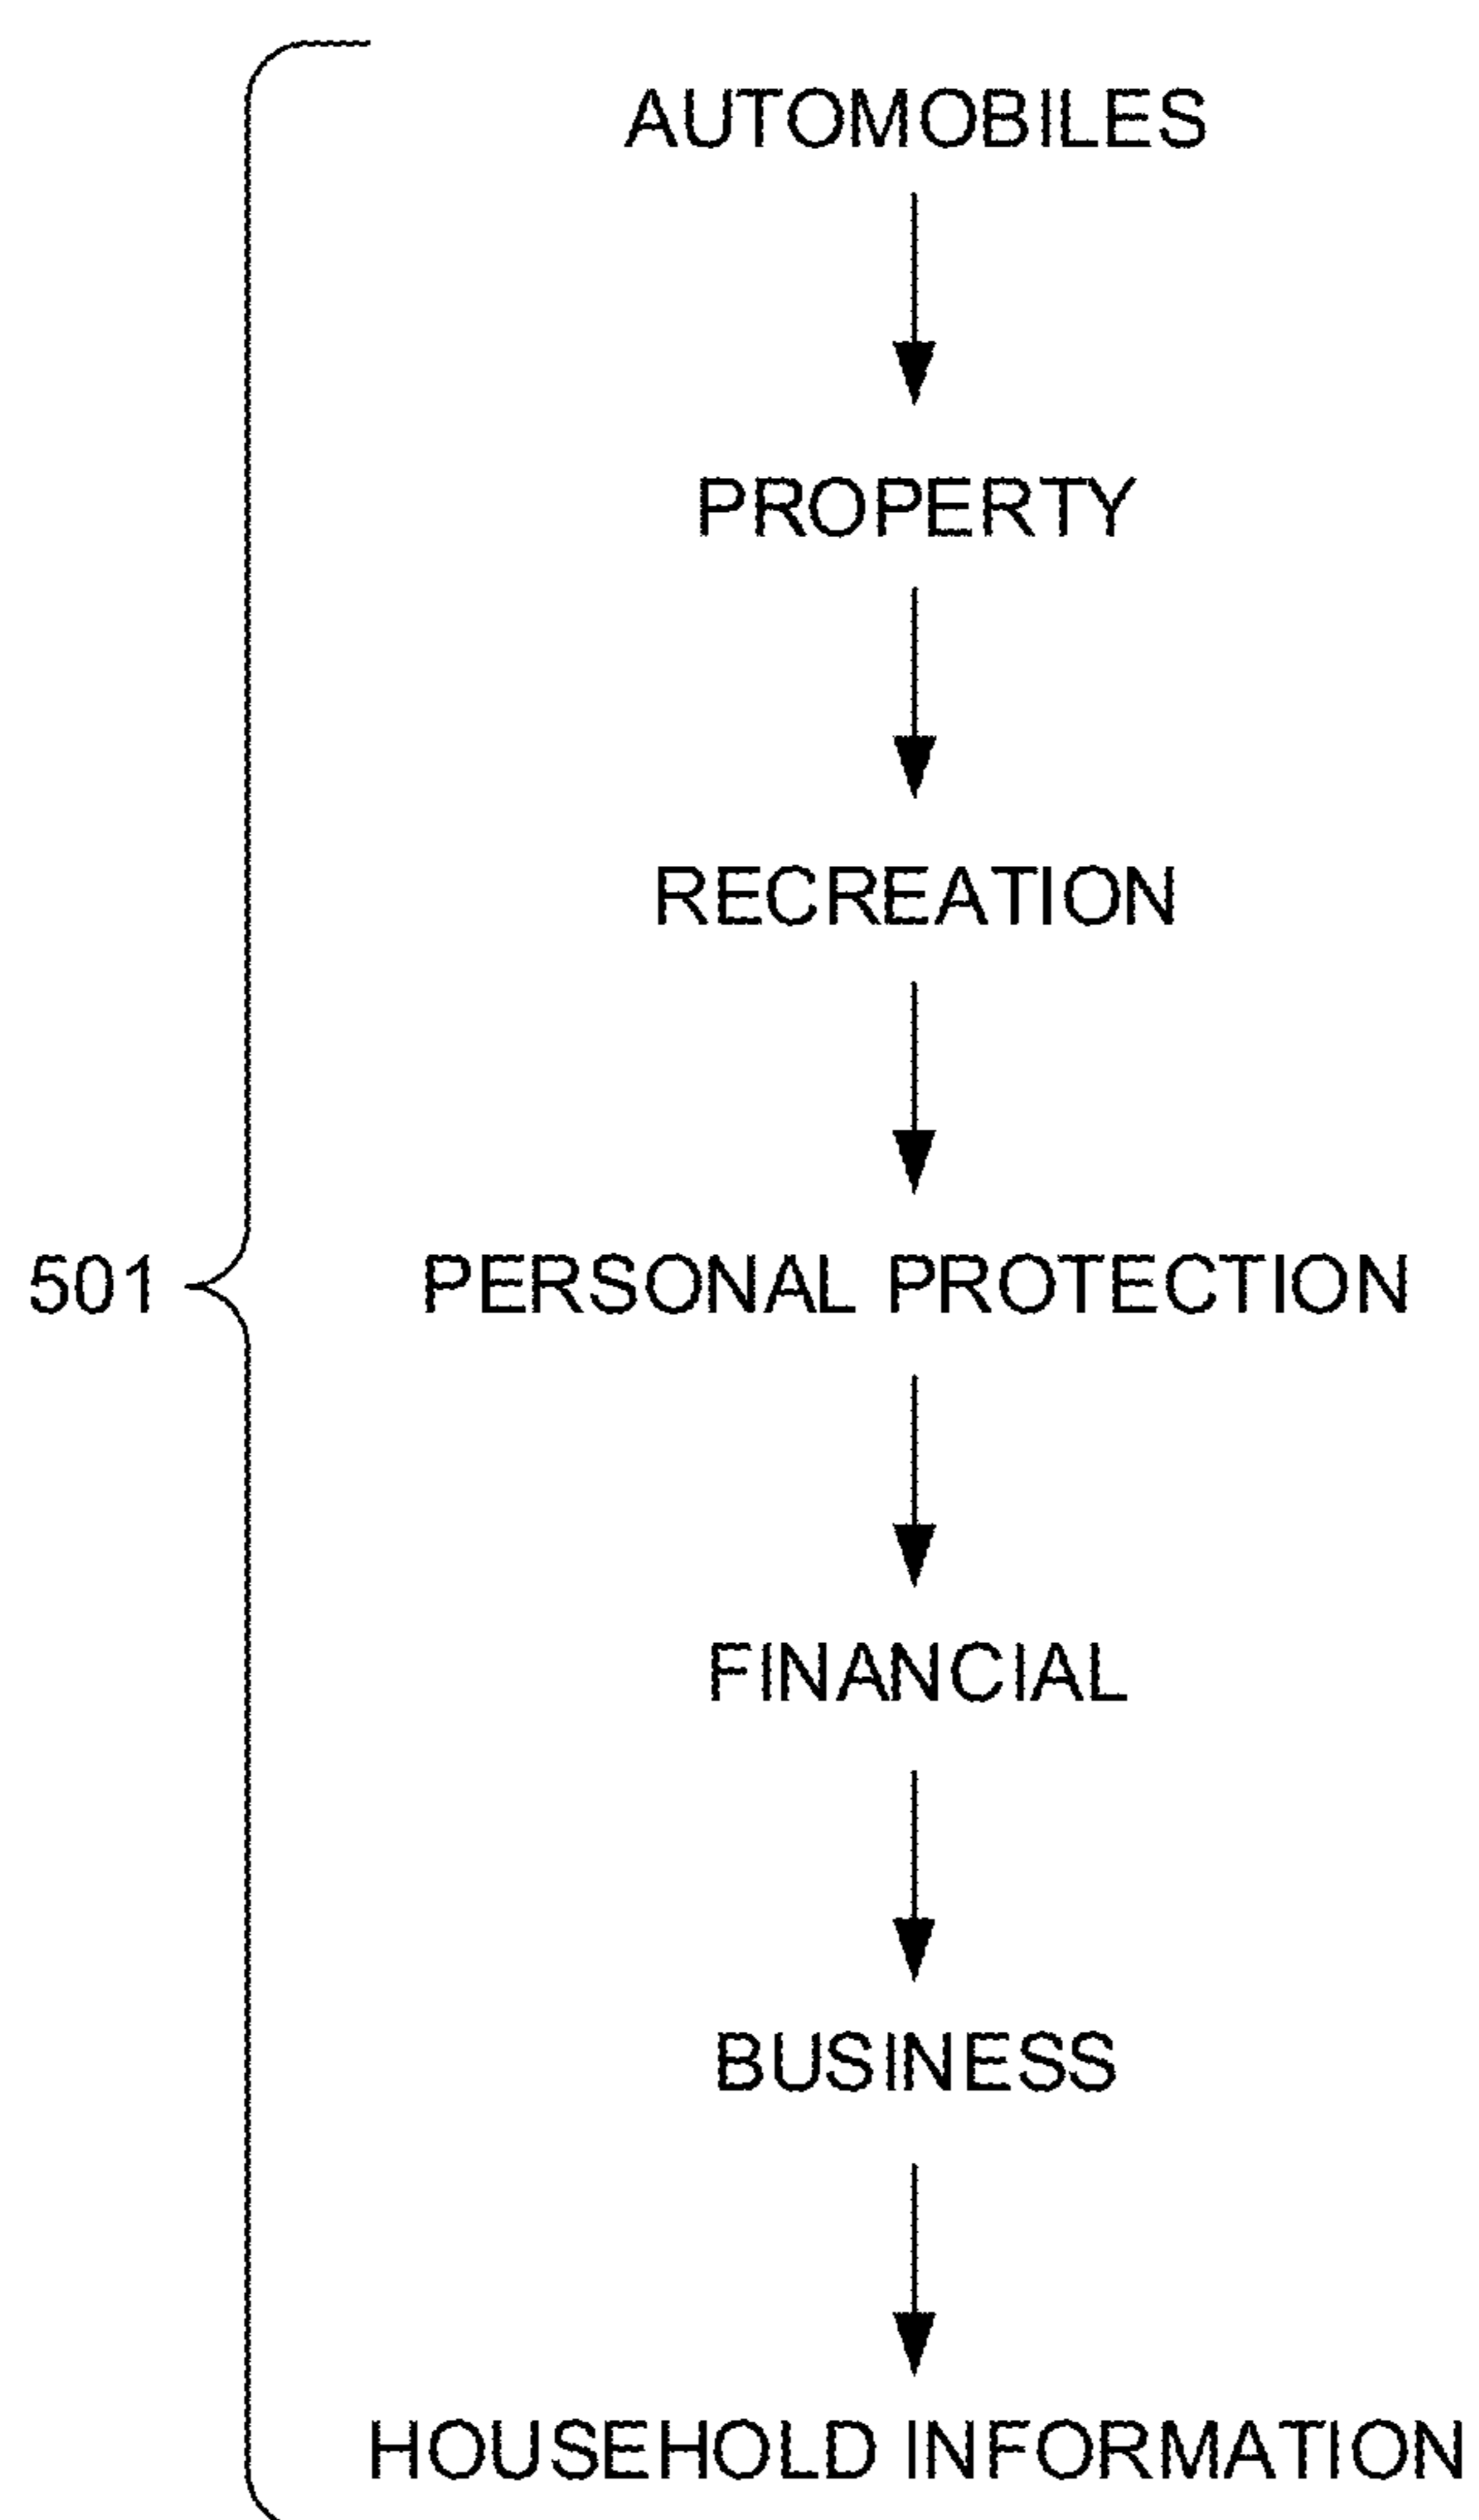 AUTOMOBILES
PROPERTY
RECREATION
501 PERSONAL PROTECTION
FINANCIAL
BUSINESS
HOUSEHOLD INFORMATION